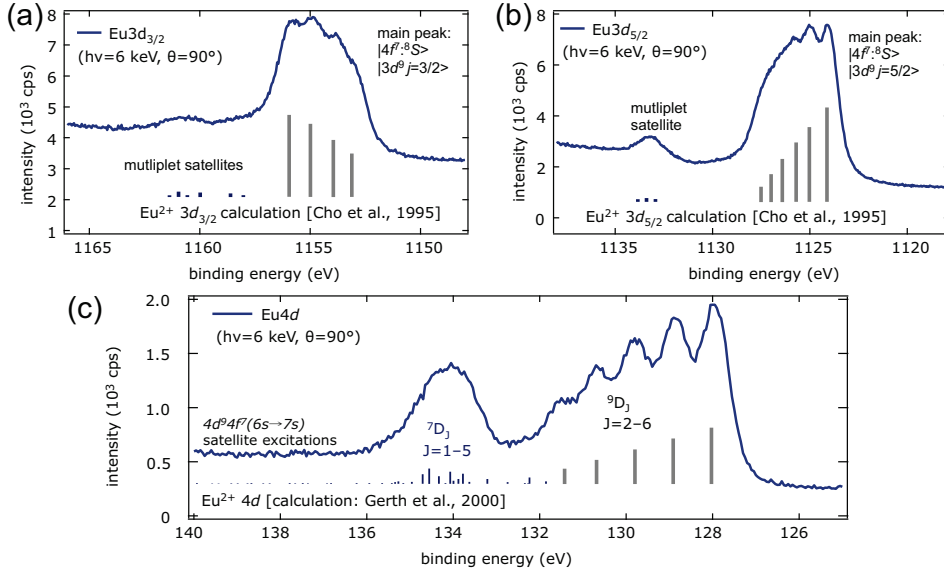 (a)
8
7
6
5
4
3
2
1
intensity (10³ cps)
Eu3d₃/₂
(hν=6 keV, θ=90°)
main peak:
|4f⁷:⁸S>
|3d⁹ j=3/2>
mutliplet satellites
Eu²⁺ 3d₃/₂ calculation [Cho et al., 1995]
1165 1160 1155 1150
binding energy (eV)
(b)
8
6
4
2
0
intensity (10³ cps)
Eu3d₅/₂
(hν=6 keV, θ=90°)
main peak:
|4f⁷:⁸S>
|3d⁹ j=5/2>
mutliplet
satellite
Eu²⁺ 3d₅/₂ calculation [Cho et al., 1995]
1135 1130 1125 1120
binding energy (eV)
(c)
2.0
1.5
1.0
0.5
0
intensity (10³ cps)
Eu4d
(hν=6 keV, θ=90°)
4d⁹4f⁷(6s→7s)
satellite excitations
⁷D_J
J=1–5
⁹D_J
J=2–6
Eu²⁺ 4d [calculation: Gerth et al., 2000]
140 138 136 134 132 130 128 126
binding energy (eV)